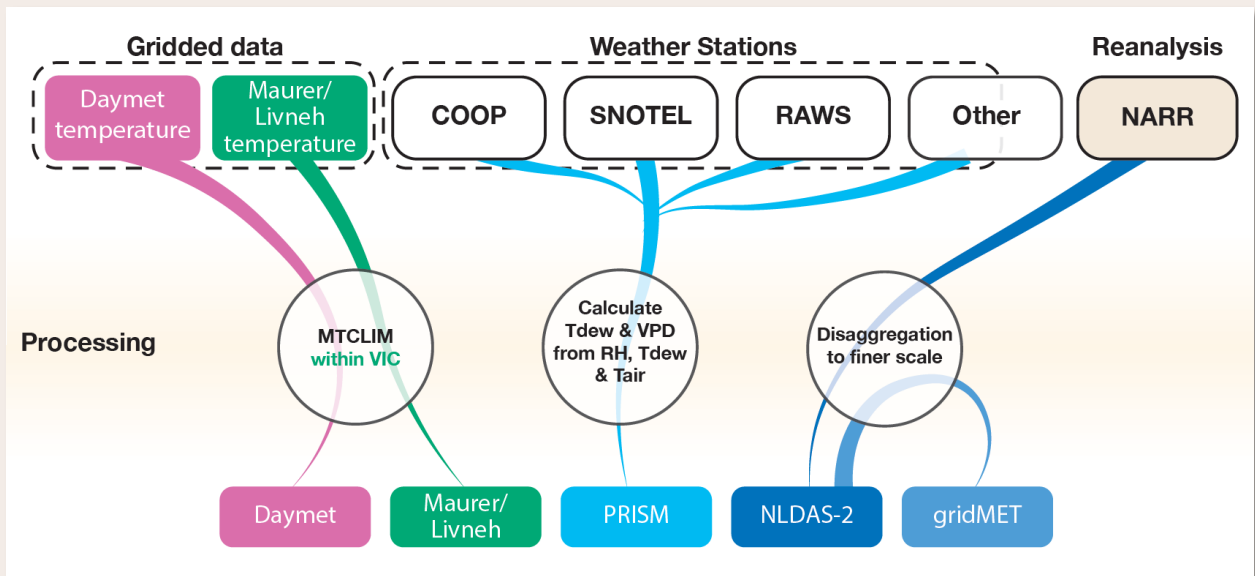 Gridded data
Weather Stations
Reanalysis
Daymet
temperature
Maurer/
Livneh
temperature
COOP
SNOTEL
RAWS
Other
NARR
Processing
MTCLIM
within VIC
Calculate
Tdew & VPD
from RH, Tdew
& Tair
Disaggregation
to finer scale
Daymet
Maurer/
Livneh
PRISM
NLDAS-2
gridMET